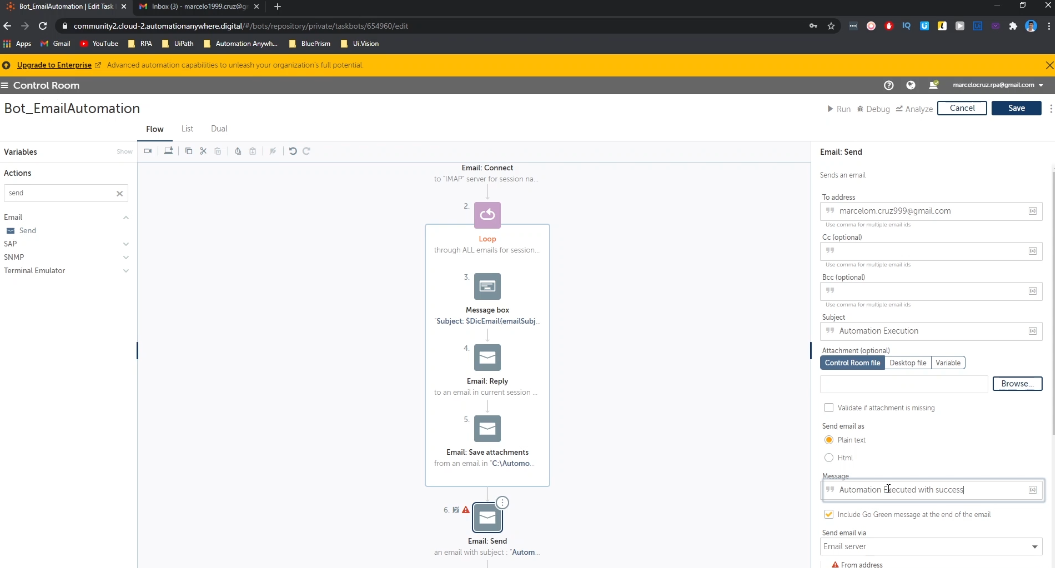 Bot_EmailAutomation | Edit Task
Inbox (3) - marcelo1999.cruz@gm
community2.cloud-2.automationanywhere.digital/#/bots/repository/private/taskbots/654960/edit
Apps
Gmail
YouTube
RPA
UiPath
Automation Anywh...
BluePrism
Ui.Vision
Upgrade to Enterprise
Advanced automation capabilities to unleash your organization's full potential.
Control Room
marcelocruz.rpa@gmail.com
Bot_EmailAutomation
Run
Debug
Analyze
Cancel
Save
Flow
List
Dual
Variables
Show
Actions
send
Email
Send
SAP
SNMP
Terminal Emulator
Email: Connect
to "IMAP" server for session na...
2.
Loop
through ALL emails for session...
3.
Message box
"Subject: $DicEmail{emailSubj...
4.
Email: Reply
to an email in current session ...
5.
Email: Save attachments
from an email in "C:\Automo...
6.
Email: Send
an email with subject : "Autom...
Email: Send
Sends an email
To address
marcelom.cruz999@gmail.com
Use comma for multiple email ids
Cc (optional)
Use comma for multiple email ids
Bcc (optional)
Use comma for multiple email ids
Subject
Automation Execution
Attachment (optional)
Control Room file
Desktop file
Variable
Browse...
Validate if attachment is missing
Send email as
Plain text
Html
Message
Automation Executed with success
Include Go Green message at the end of the email
Send email via
Email server
From address